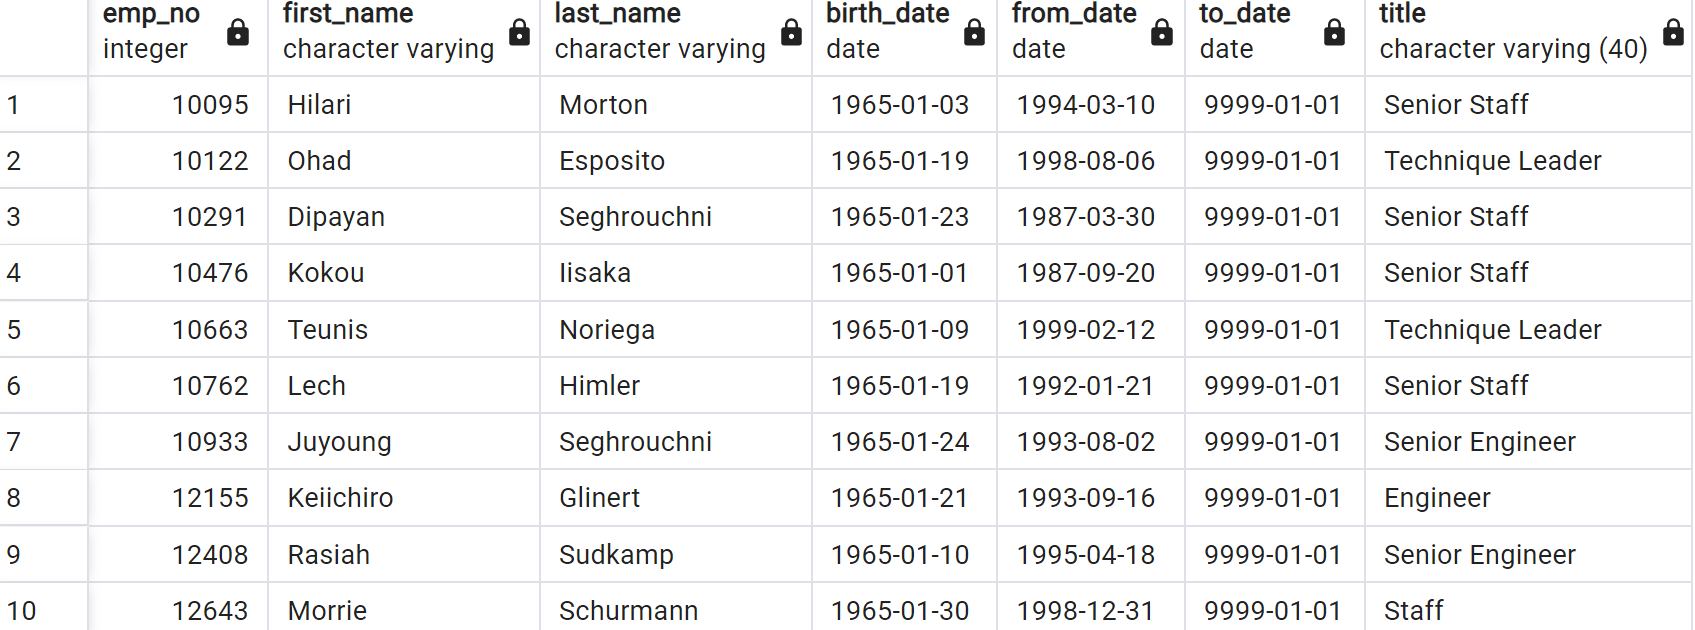 emp_no first_name last_name birth_date from_date to_date title
integer character varying character varying date date date character varying (40)
1 10095 Hilari Morton 1965-01-03 1994-03-10 9999-01-01 Senior Staff
2 10122 Ohad Esposito 1965-01-19 1998-08-06 9999-01-01 Technique Leader
3 10291 Dipayan Seghrouchni 1965-01-23 1987-03-30 9999-01-01 Senior Staff
4 10476 Kokou Iisaka 1965-01-01 1987-09-20 9999-01-01 Senior Staff
5 10663 Teunis Noriega 1965-01-09 1999-02-12 9999-01-01 Technique Leader
6 10762 Lech Himler 1965-01-19 1992-01-21 9999-01-01 Senior Staff
7 10933 Juyoung Seghrouchni 1965-01-24 1993-08-02 9999-01-01 Senior Engineer
8 12155 Keiichiro Glinert 1965-01-21 1993-09-16 9999-01-01 Engineer
9 12408 Rasiah Sudkamp 1965-01-10 1995-04-18 9999-01-01 Senior Engineer
10 12643 Morrie Schurmann 1965-01-30 1998-12-31 9999-01-01 Staff